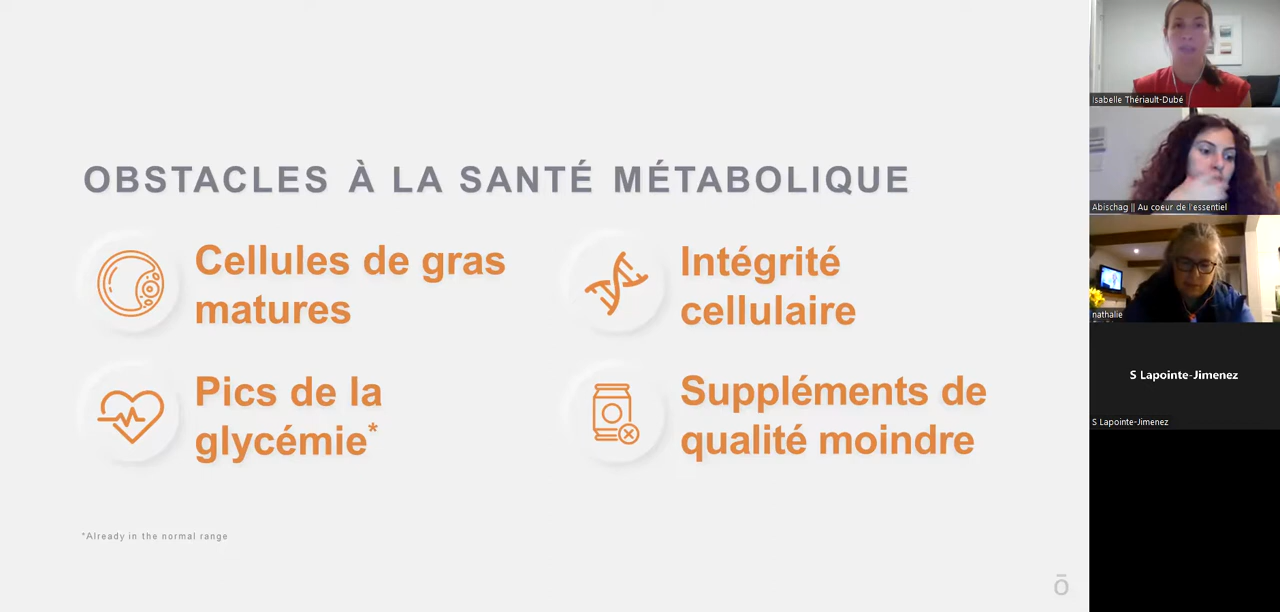 OBSTACLES À LA SANTÉ MÉTABOLIQUE
Cellules de gras
matures
Intégrité
cellulaire
Pics de la
glycémie*
Suppléments de
qualité moindre
*Already in the normal range
ō
Isabelle Thériault-Dubé
Abischag || Au coeur de l'essentiel
nathalie
S Lapointe-Jimenez
S Lapointe-Jimenez